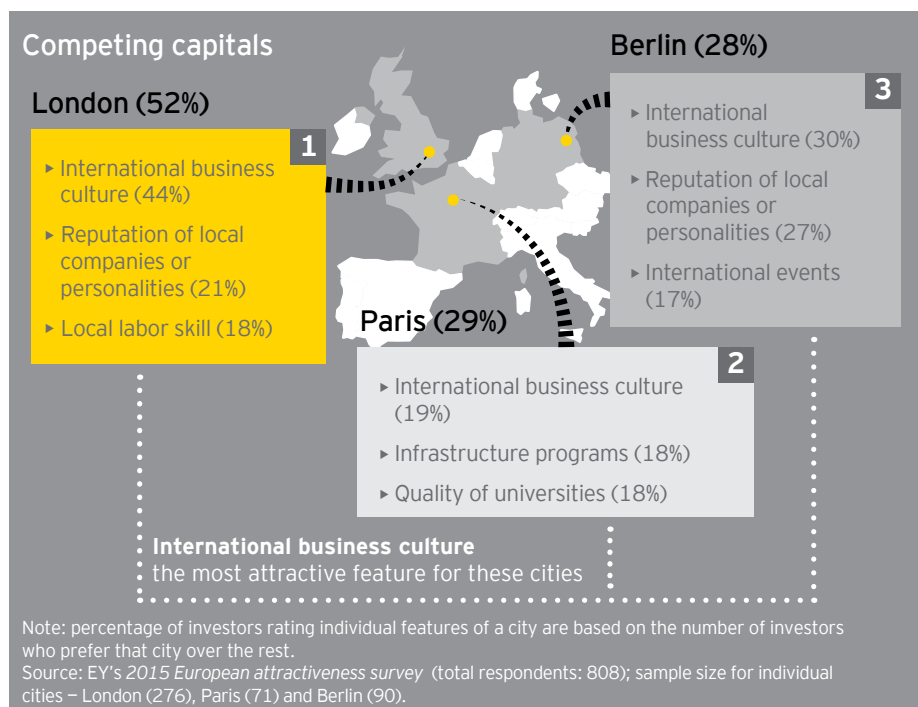 Competing capitals
London (52%)
1
▸ International business
culture (44%)
▸ Reputation of local
companies or
personalities (21%)
▸ Local labor skill (18%)
Paris (29%)
2
▸ International business culture
(19%)
▸ Infrastructure programs (18%)
▸ Quality of universities (18%)
Berlin (28%)
3
▸ International
business culture (30%)
▸ Reputation of local
companies or
personalities (27%)
▸ International events
(17%)
International business culture
the most attractive feature for these cities
Note: percentage of investors rating individual features of a city are based on the number of investors
who prefer that city over the rest.
Source: EY's 2015 European attractiveness survey (total respondents: 808); sample size for individual
cities – London (276), Paris (71) and Berlin (90).